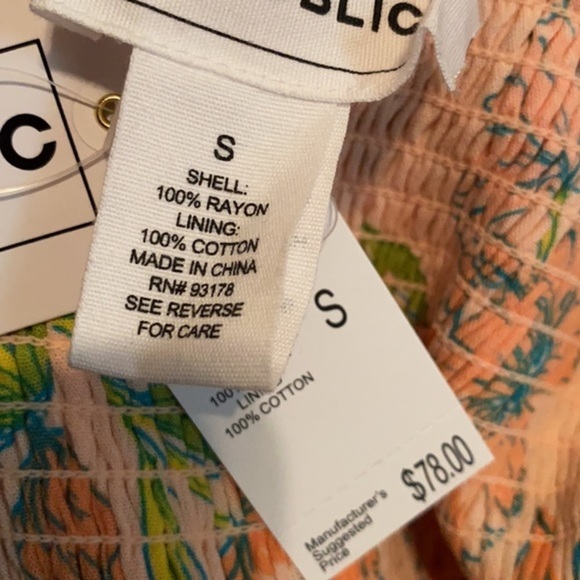 BLIC
C
S
SHELL:
100% RAYON
LINING:
100% COTTON
MADE IN CHINA
RN# 93178
SEE REVERSE
FOR CARE
S
100%
LIN
100% COTTON
$78.00
Manufacturer's
Suggested
Price